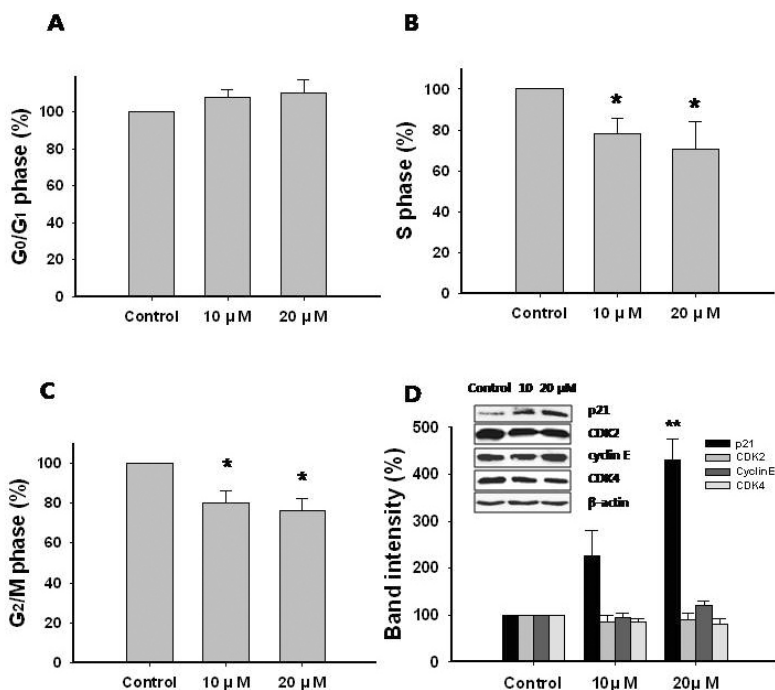 A
G0/G1 phase (%)
100
80
60
40
20
0
Control 10 μM 20 μM
B
S phase (%)
100
80
60
40
20
0
*
*
Control 10 μM 20 μM
C
G2/M phase (%)
100
80
60
40
20
0
*
*
Control 10 μM 20 μM
D
Band intensity (%)
500
400
300
200
100
0
Control 10 20 μM
p21
CDK2
cyclin E
CDK4
β-actin
**
p21
CDK2
CyclinE
CDK4
Control 10μM 20μM